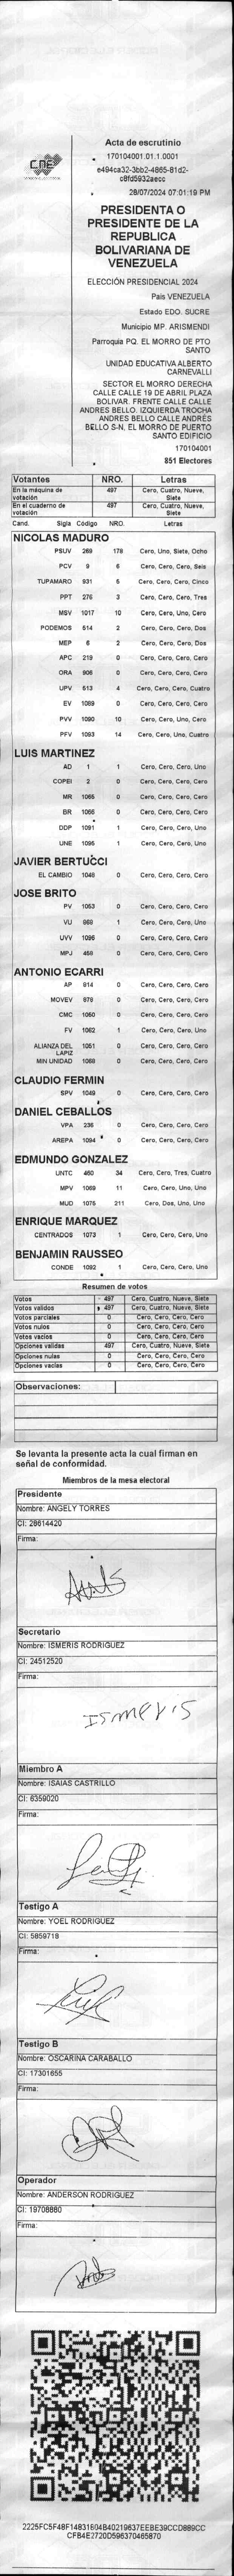 CNE
Acta de escrutinio
170104001.01.1.0001
e494ca32-3bb2-4865-81d2-
c8fd5932aecc
28/07/2024 07:01:19 PM
PRESIDENTA O
PRESIDENTE DE LA
REPUBLICA
BOLIVARIANA DE
VENEZUELA
ELECCIÓN PRESIDENCIAL 2024
País VENEZUELA
Estado EDO. SUCRE
Municipio MP. ARISMENDI
Parroquia PQ. EL MORRO DE PTO
SANTO
UNIDAD EDUCATIVA ALBERTO
CARNEVALLI
SECTOR EL MORRO DERECHA
CALLE CALLE 19 DE ABRIL PLAZA
BOLIVAR. FRENTE CALLE CALLE
ANDRES BELLO. IZQUIERDA TROCHA
ANDRES BELLO CALLE ANDRÉS
BELLO S-N. EL MORRO DE PUERTO
SANTO EDIFICIO
170104001
851 Electores
Votantes NRO. Letras
En la máquina de votación 497 Cero, Cuatro, Nueve, Siete
En el cuaderno de votación 497 Cero, Cuatro, Nueve, Siete
Cand. Sigla Código NRO. Letras
NICOLAS MADURO
PSUV 269 178 Cero, Uno, Siete, Ocho
PCV 9 6 Cero, Cero, Cero, Seis
TUPAMARO 931 5 Cero, Cero, Cero, Cinco
PPT 276 3 Cero, Cero, Cero, Tres
MSV 1017 10 Cero, Cero, Uno, Cero
PODEMOS 514 2 Cero, Cero, Cero, Dos
MEP 6 2 Cero, Cero, Cero, Dos
APC 219 0 Cero, Cero, Cero, Cero
ORA 906 0 Cero, Cero, Cero, Cero
UPV 513 4 Cero, Cero, Cero, Cuatro
EV 1089 0 Cero, Cero, Cero, Cero
PVV 1090 10 Cero, Cero, Uno, Cero
PFV 1093 14 Cero, Cero, Uno, Cuatro
LUIS MARTINEZ
AD 1 1 Cero, Cero, Cero, Uno
COPEI 2 0 Cero, Cero, Cero, Cero
MR 1065 0 Cero, Cero, Cero, Cero
BR 1066 0 Cero, Cero, Cero, Cero
DDP 1091 1 Cero, Cero, Cero, Uno
UNE 1095 1 Cero, Cero, Cero, Uno
JAVIER BERTUCCI
EL CAMBIO 1048 0 Cero, Cero, Cero, Cero
JOSE BRITO
PV 1053 0 Cero, Cero, Cero, Cero
VU 868 1 Cero, Cero, Cero, Uno
UVV 1096 0 Cero, Cero, Cero, Cero
MPJ 458 0 Cero, Cero, Cero, Cero
ANTONIO ECARRI
AP 814 0 Cero, Cero, Cero, Cero
MOVEV 878 0 Cero, Cero, Cero, Cero
CMC 1050 0 Cero, Cero, Cero, Cero
FV 1062 1 Cero, Cero, Cero, Uno
ALIANZA DEL LAPIZ 1051 0 Cero, Cero, Cero, Cero
MIN UNIDAD 1088 0 Cero, Cero, Cero, Cero
CLAUDIO FERMIN
SPV 1049 0 Cero, Cero, Cero, Cero
DANIEL CEBALLOS
VPA 236 0 Cero, Cero, Cero, Cero
AREPA 1094 0 Cero, Cero, Cero, Cero
EDMUNDO GONZALEZ
UNTC 460 34 Cero, Cero, Tres, Cuatro
MPV 1069 11 Cero, Cero, Uno, Uno
MUD 1075 211 Cero, Dos, Uno, Uno
ENRIQUE MARQUEZ
CENTRADOS 1073 1 Cero, Cero, Cero, Uno
BENJAMIN RAUSSEO
CONDE 1092 1 Cero, Cero, Cero, Uno
Resumen de votos
Votos 497 Cero, Cuatro, Nueve, Siete
Votos validos 497 Cero, Cuatro, Nueve, Siete
Votos parciales 0 Cero, Cero, Cero, Cero
Votos nulos 0 Cero, Cero, Cero, Cero
Votos vacios 0 Cero, Cero, Cero, Cero
Opciones validas 497 Cero, Cuatro, Nueve, Siete
Opciones nulas 0 Cero, Cero, Cero, Cero
Opciones vacias 0 Cero, Cero, Cero, Cero
Observaciones:
Se levanta la presente acta la cual firman en
señal de conformidad.
Miembros de la mesa electoral
Presidente
Nombre: ANGELY TORRES
CI: 28614420
Firma:
Secretario
Nombre: ISMERIS RODRIGUEZ
CI: 24512520
Firma:
ISMERIS
Miembro A
Nombre: ISAIAS CASTRILLO
CI: 6359020
Firma:
Testigo A
Nombre: YOEL RODRIGUEZ
CI: 5859718
Firma:
Testigo B
Nombre: OSCARINA CARABALLO
CI: 17301655
Firma:
Operador
Nombre: ANDERSON RODRIGUEZ
CI: 19708880
Firma:
2225FC5F48F14831804B40219637EEBE39CCD889CC
CFB4E2720D596370465870